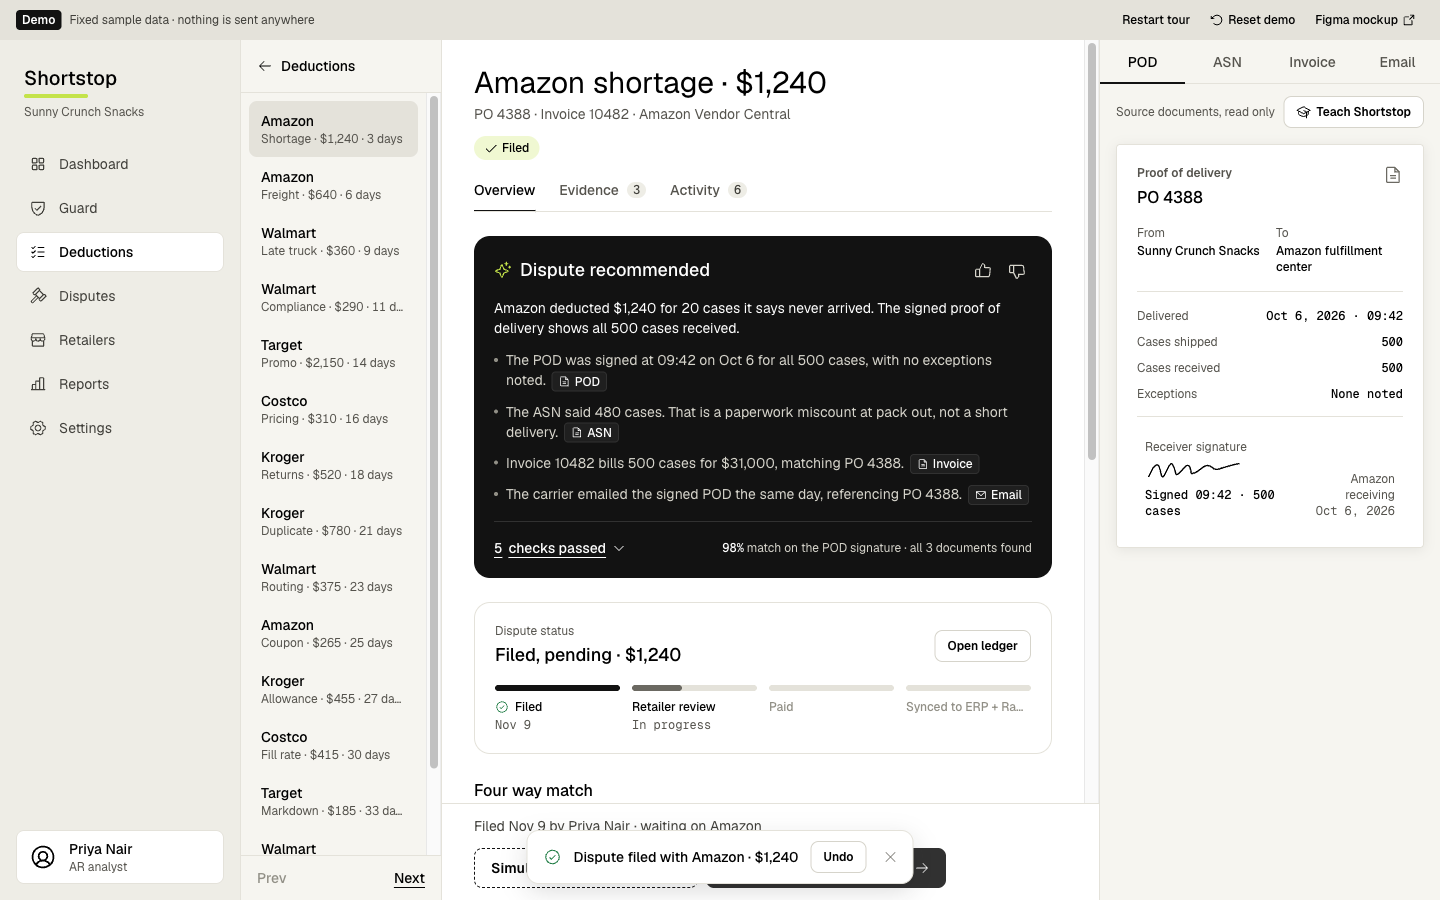 Demo Fixed sample data · nothing is sent anywhere
Restart tour Reset demo Figma mockup
Shortstop
Sunny Crunch Snacks
Dashboard
Guard
Deductions
Disputes
Retailers
Reports
Settings
Priya Nair
AR analyst
Deductions
Amazon
Shortage · $1,240 · 3 days
Amazon
Freight · $640 · 6 days
Walmart
Late truck · $360 · 9 days
Walmart
Compliance · $290 · 11 d...
Target
Promo · $2,150 · 14 days
Costco
Pricing · $310 · 16 days
Kroger
Returns · $520 · 18 days
Kroger
Duplicate · $780 · 21 days
Walmart
Routing · $375 · 23 days
Amazon
Coupon · $265 · 25 days
Kroger
Allowance · $455 · 27 da...
Costco
Fill rate · $415 · 30 days
Target
Markdown · $185 · 33 da...
Walmart
Prev Next
Amazon shortage · $1,240
PO 4388 · Invoice 10482 · Amazon Vendor Central
Filed
Overview Evidence 3 Activity 6
Dispute recommended
Amazon deducted $1,240 for 20 cases it says never arrived. The signed proof of
delivery shows all 500 cases received.
• The POD was signed at 09:42 on Oct 6 for all 500 cases, with no exceptions
noted. POD
• The ASN said 480 cases. That is a paperwork miscount at pack out, not a short
delivery. ASN
• Invoice 10482 bills 500 cases for $31,000, matching PO 4388. Invoice
• The carrier emailed the signed POD the same day, referencing PO 4388. Email
5 checks passed
98% match on the POD signature · all 3 documents found
Dispute status
Filed, pending · $1,240
Open ledger
Filed
Nov 9
Retailer review
In progress
Paid
Synced to ERP + Ra...
Four way match
Filed Nov 9 by Priya Nair · waiting on Amazon
Dispute filed with Amazon · $1,240 Undo
POD ASN Invoice Email
Source documents, read only Teach Shortstop
Proof of delivery
PO 4388
From
Sunny Crunch Snacks
To
Amazon fulfillment
center
Delivered Oct 6, 2026 · 09:42
Cases shipped 500
Cases received 500
Exceptions None noted
Receiver signature
Signed 09:42 · 500
cases
Amazon
receiving
Oct 6, 2026